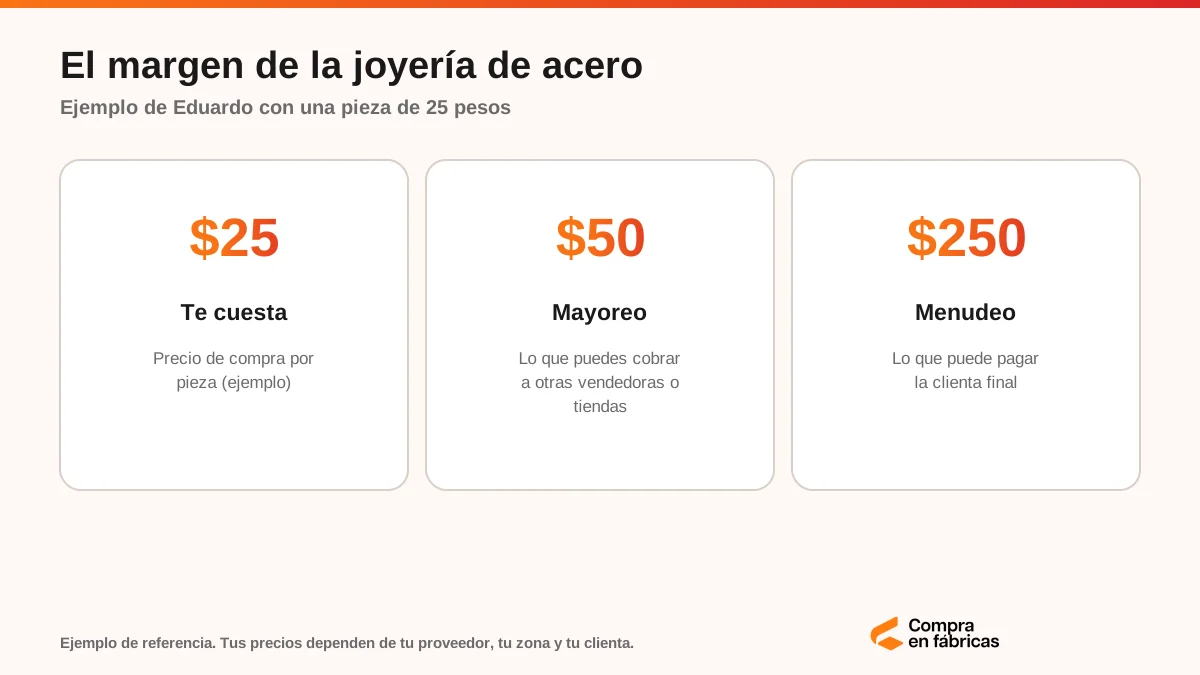 El margen de la joyería de acero
Ejemplo de Eduardo con una pieza de 25 pesos
$25
Te cuesta
Precio de compra por
pieza (ejemplo)
$50
Mayoreo
Lo que puedes cobrar
a otras vendedoras o
tiendas
$250
Menudeo
Lo que puede pagar
la clienta final
Ejemplo de referencia. Tus precios dependen de tu proveedor, tu zona y tu clienta.
Compra
en fábricas